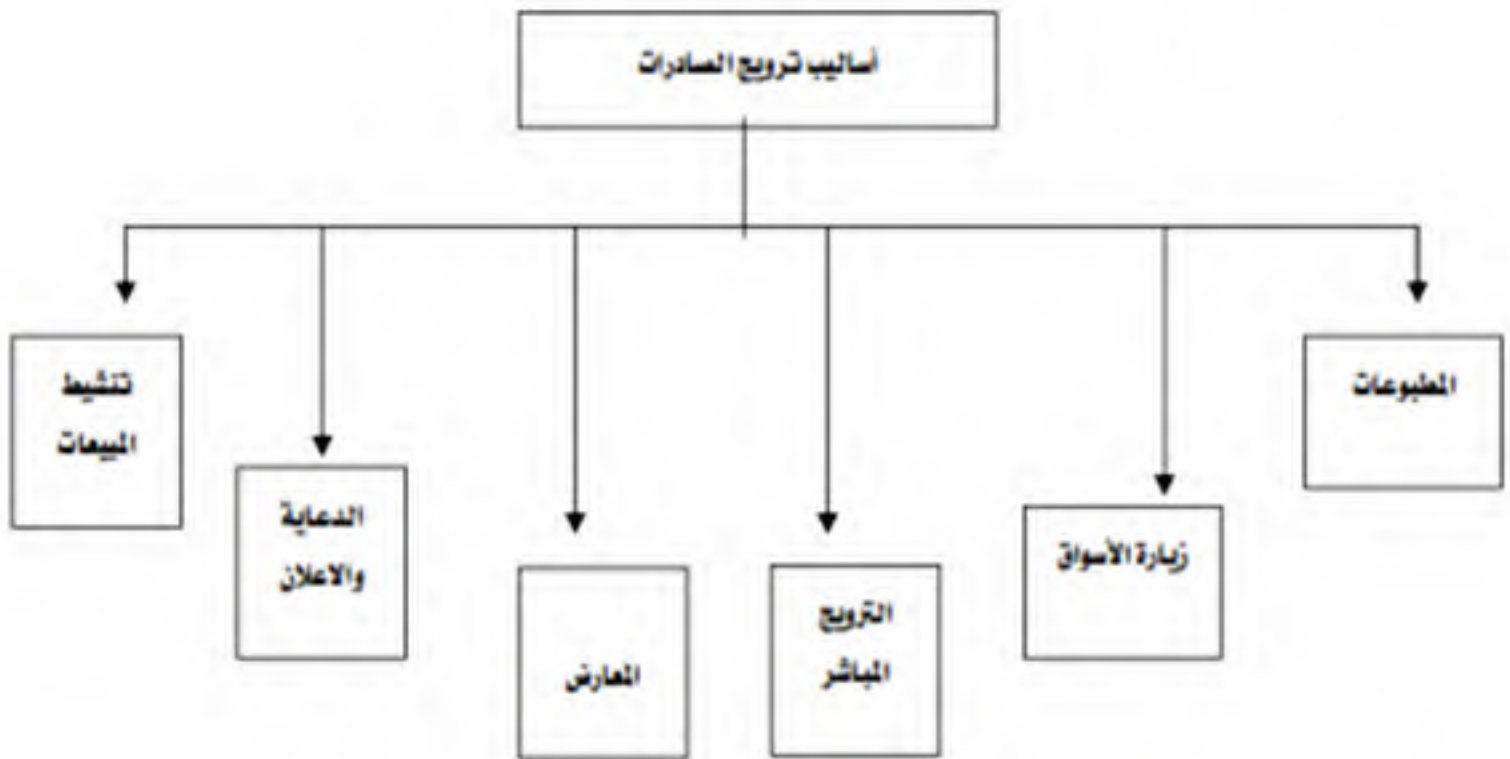 أساليب ترويج الصادرات
المطبوعات
زيارة الأسواق
الترويج
المباشر
المعارض
الدعاية
والاعلان
تنشيط
المبيعات